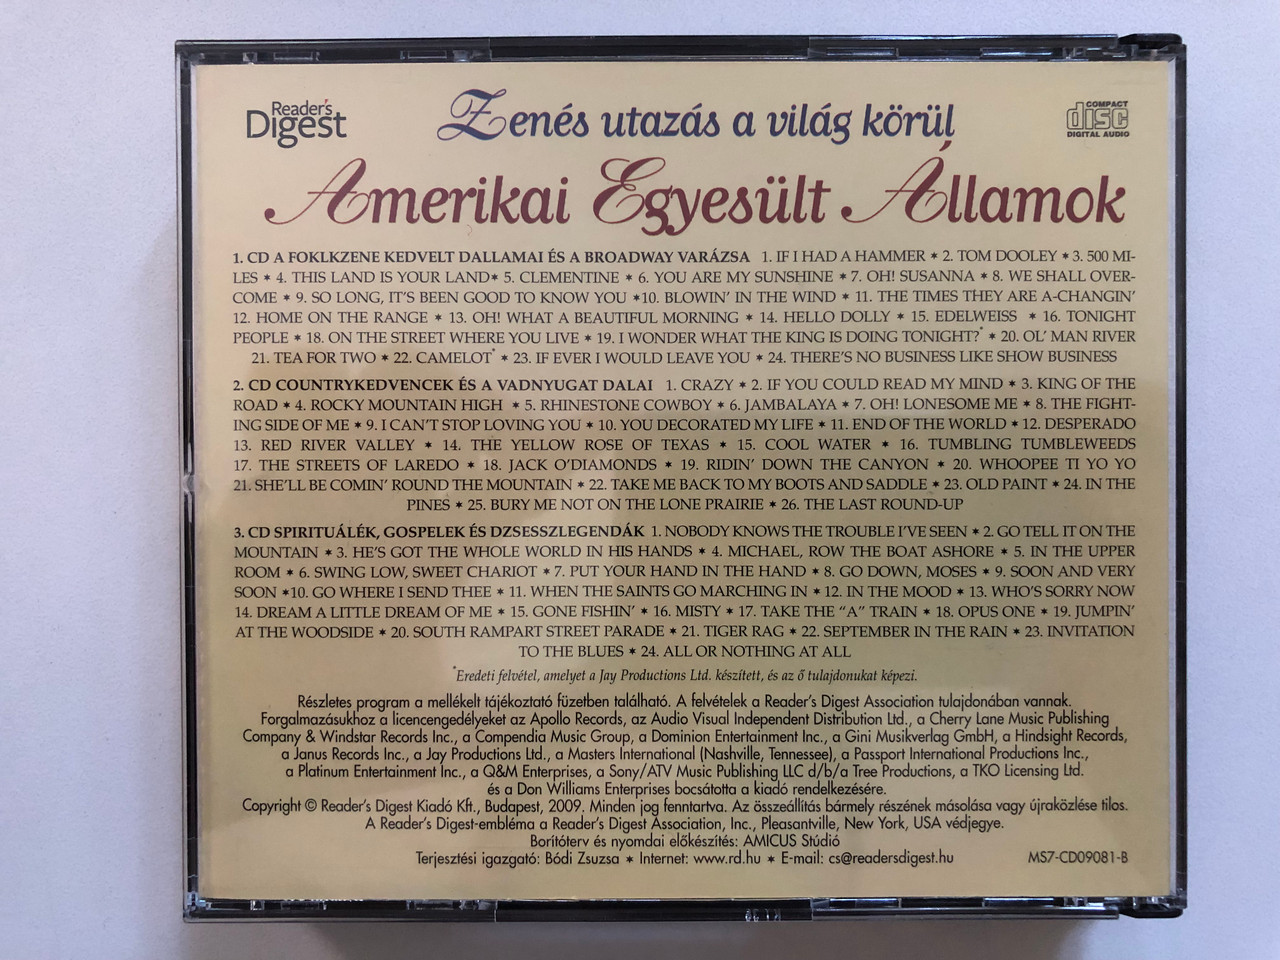 Reader's
Digest
Zenés utazás a világ körül
COMPACT
disc
DIGITAL AUDIO
Amerikai Egyesült Államok
1. CD A FOKLKZENE KEDVELT DALLAMAI ÉS A BROADWAY VARÁZSA 1. IF I HAD A HAMMER ★ 2. TOM DOOLEY ★ 3. 500 MI-
LES ★ 4. THIS LAND IS YOUR LAND★ 5. CLEMENTINE ★ 6. YOU ARE MY SUNSHINE ★ 7. OH! SUSANNA ★ 8. WE SHALL OVER-
COME ★ 9. SO LONG, IT'S BEEN GOOD TO KNOW YOU ★10. BLOWIN' IN THE WIND ★ 11. THE TIMES THEY ARE A-CHANGIN'
12. HOME ON THE RANGE ★ 13. OH! WHAT A BEAUTIFUL MORNING ★ 14. HELLO DOLLY ★ 15. EDELWEISS ★ 16. TONIGHT
PEOPLE ★ 18. ON THE STREET WHERE YOU LIVE ★ 19. I WONDER WHAT THE KING IS DOING TONIGHT?* ★ 20. OL' MAN RIVER
21. TEA FOR TWO ★ 22. CAMELOT* ★ 23. IF EVER I WOULD LEAVE YOU ★ 24. THERE'S NO BUSINESS LIKE SHOW BUSINESS
2. CD COUNTRYKEDVENCEK ÉS A VADNYUGAT DALAI 1. CRAZY ★ 2. IF YOU COULD READ MY MIND ★ 3. KING OF THE
ROAD ★ 4. ROCKY MOUNTAIN HIGH ★ 5. RHINESTONE COWBOY ★ 6. JAMBALAYA ★ 7. OH! LONESOME ME ★ 8. THE FIGHT-
ING SIDE OF ME ★ 9. I CAN'T STOP LOVING YOU ★ 10. YOU DECORATED MY LIFE ★ 11. END OF THE WORLD ★ 12. DESPERADO
13. RED RIVER VALLEY ★ 14. THE YELLOW ROSE OF TEXAS ★ 15. COOL WATER ★ 16. TUMBLING TUMBLEWEEDS
17. THE STREETS OF LAREDO ★ 18. JACK O'DIAMONDS ★ 19. RIDIN' DOWN THE CANYON ★ 20. WHOOPEE TI YO YO
21. SHE'LL BE COMIN' ROUND THE MOUNTAIN ★ 22. TAKE ME BACK TO MY BOOTS AND SADDLE ★ 23. OLD PAINT ★ 24. IN THE
PINES ★ 25. BURY ME NOT ON THE LONE PRAIRIE ★ 26. THE LAST ROUND-UP
3. CD SPIRITUÁLÉK, GOSPELEK ÉS DZSESSZLEGENDÁK 1. NOBODY KNOWS THE TROUBLE I'VE SEEN ★ 2. GO TELL IT ON THE
MOUNTAIN ★ 3. HE'S GOT THE WHOLE WORLD IN HIS HANDS ★ 4. MICHAEL, ROW THE BOAT ASHORE ★ 5. IN THE UPPER
ROOM ★ 6. SWING LOW, SWEET CHARIOT ★ 7. PUT YOUR HAND IN THE HAND ★ 8. GO DOWN, MOSES ★ 9. SOON AND VERY
SOON ★10. GO WHERE I SEND THEE ★ 11. WHEN THE SAINTS GO MARCHING IN ★ 12. IN THE MOOD ★ 13. WHO'S SORRY NOW
14. DREAM A LITTLE DREAM OF ME ★ 15. GONE FISHIN' ★ 16. MISTY ★ 17. TAKE THE "A" TRAIN ★ 18. OPUS ONE ★ 19. JUMPIN'
AT THE WOODSIDE ★ 20. SOUTH RAMPART STREET PARADE ★ 21. TIGER RAG ★ 22. SEPTEMBER IN THE RAIN ★ 23. INVITATION
TO THE BLUES ★ 24. ALL OR NOTHING AT ALL
*Eredeti felvétel, amelyet a Jay Productions Ltd. készített, és az ő tulajdonukat képezi.
Részletes program a mellékelt tájékoztató füzetben található. A felvételek a Reader's Digest Association tulajdonában vannak.
Forgalmazásukhoz a licencengedélyeket az Apollo Records, az Audio Visual Independent Distribution Ltd., a Cherry Lane Music Publishing
Company & Windstar Records Inc., a Compendia Music Group, a Dominion Entertainment Inc., a Gini Musikverlag GmbH, a Hindsight Records,
a Janus Records Inc., a Jay Productions Ltd., a Masters International (Nashville, Tennessee), a Passport International Productions Inc.,
a Platinum Entertainment Inc., a Q&M Enterprises, a Sony/ATV Music Publishing LLC d/b/a Tree Productions, a TKO Licensing Ltd.
és a Don Williams Enterprises bocsátotta a kiadó rendelkezésére.
Copyright © Reader's Digest Kiadó Kft., Budapest, 2009. Minden jog fenntartva. Az összeállítás bármely részének másolása vagy újraközlése tilos.
A Reader's Digest-embléma a Reader's Digest Association, Inc., Pleasantville, New York, USA védjegye.
Borítóterv és nyomdai előkészítés: AMICUS Stúdió
Terjesztési igazgató: Bódi Zsuzsa ★ Internet: www.rd.hu ★ E-mail: cs@readersdigest.hu
MS7-CD09081-B